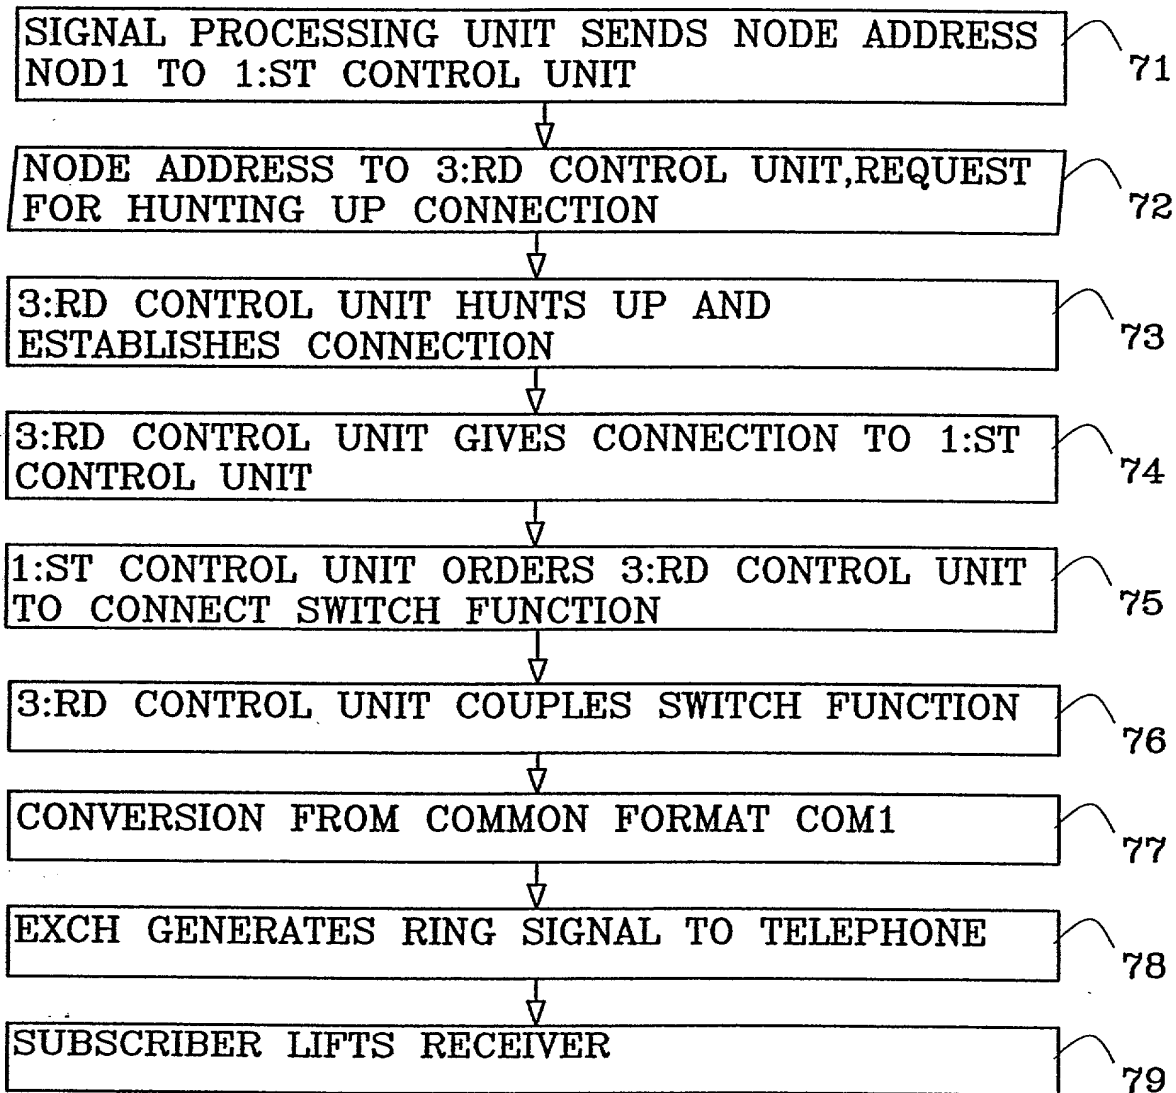 SIGNAL PROCESSING UNIT SENDS NODE ADDRESS
NOD1 TO 1:ST CONTROL UNIT
71
NODE ADDRESS TO 3:RD CONTROL UNIT,REQUEST
FOR HUNTING UP CONNECTION
72
3:RD CONTROL UNIT HUNTS UP AND
ESTABLISHES CONNECTION
73
3:RD CONTROL UNIT GIVES CONNECTION TO 1:ST
CONTROL UNIT
74
1:ST CONTROL UNIT ORDERS 3:RD CONTROL UNIT
TO CONNECT SWITCH FUNCTION
75
3:RD CONTROL UNIT COUPLES SWITCH FUNCTION
76
CONVERSION FROM COMMON FORMAT COM1
77
EXCH GENERATES RING SIGNAL TO TELEPHONE
78
SUBSCRIBER LIFTS RECEIVER
79